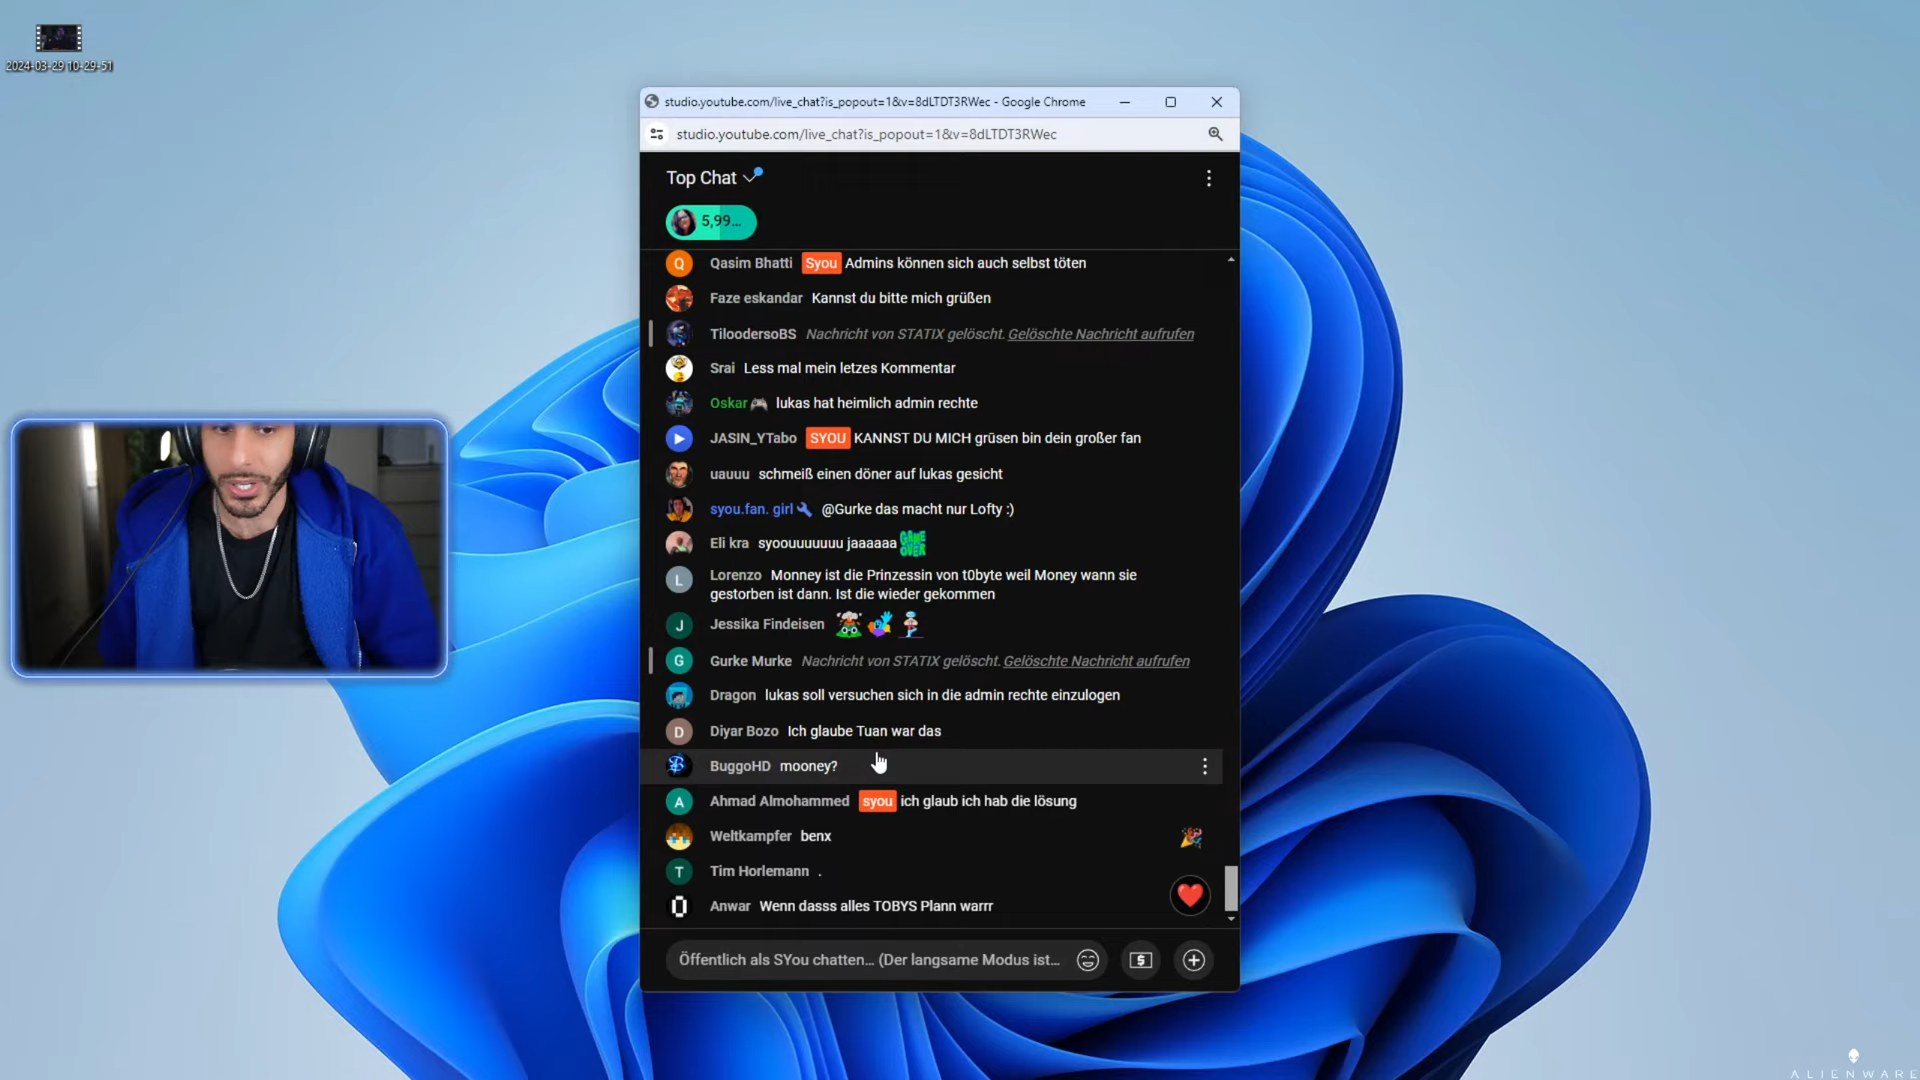 2024-03-29 10-29-51
studio.youtube.com/live_chat?is_popout=1&v=8dLTDT3RWec - Google Chrome
studio.youtube.com/live_chat?is_popout=1&v=8dLTDT3RWec
Top Chat
5,99...
Qasim Bhatti Syou Admins können sich auch selbst töten
Faze eskandar Kannst du bitte mich grüßen
TiloodersoBS Nachricht von STATIX gelöscht. Gelöschte Nachricht aufrufen
Srai Less mal mein letzes Kommentar
Oskar lukas hat heimlich admin rechte
JASIN_YTabo SYOU KANNST DU MICH grüsen bin dein großer fan
uauuu schmeiß einen döner auf lukas gesicht
syou.fan. girl @Gurke das macht nur Lofty :)
Eli kra syoouuuuuuu jaaaaaa GAME OVER
Lorenzo Monney ist die Prinzessin von t0byte weil Money wann sie
gestorben ist dann. Ist die wieder gekommen
Jessika Findeisen
Gurke Murke Nachricht von STATIX gelöscht. Gelöschte Nachricht aufrufen
Dragon lukas soll versuchen sich in die admin rechte einzulogen
Diyar Bozo Ich glaube Tuan war das
BuggoHD mooney?
Ahmad Almohammed syou ich glaub ich hab die lösung
Weltkampfer benx
Tim Horlemann .
Anwar Wenn dasss alles TOBYS Plann warrr
Öffentlich als SYou chatten... (Der langsame Modus ist...
ALIENWARE